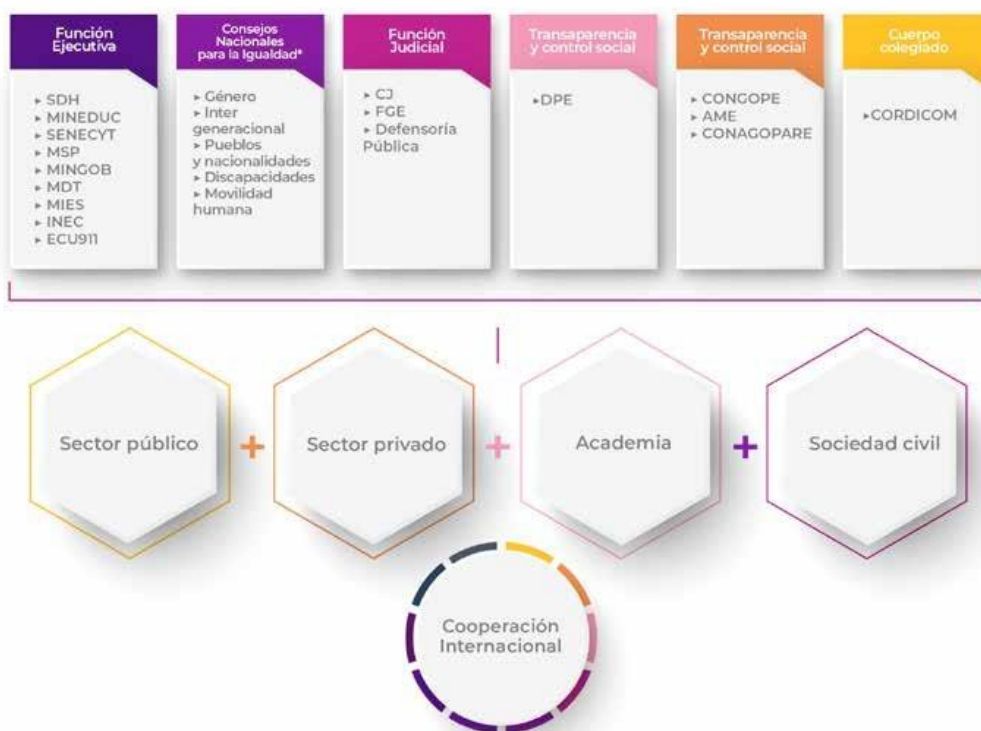 Función
Ejecutiva
▸ SDH
▸ MINEDUC
▸ SENECYT
▸ MSP
▸ MINGOB
▸ MDT
▸ MIES
▸ INEC
▸ ECU911
Consejos
Nacionales
para la Igualdad*
▸ Género
▸ Inter
generacional
▸ Pueblos
y nacionalidades
▸ Discapacidades
▸ Movilidad
humana
Función
Judicial
▸ CJ
▸ FGE
▸ Defensoría
Pública
Transparencia
y control social
▸DPE
Transparencia
y control social
▸ CONGOPE
▸ AME
▸ CONAGOPARE
Cuerpo
colegiado
▸CORDICOM
Sector público
+
Sector privado
+
Academia
+
Sociedad civil
Cooperación
Internacional